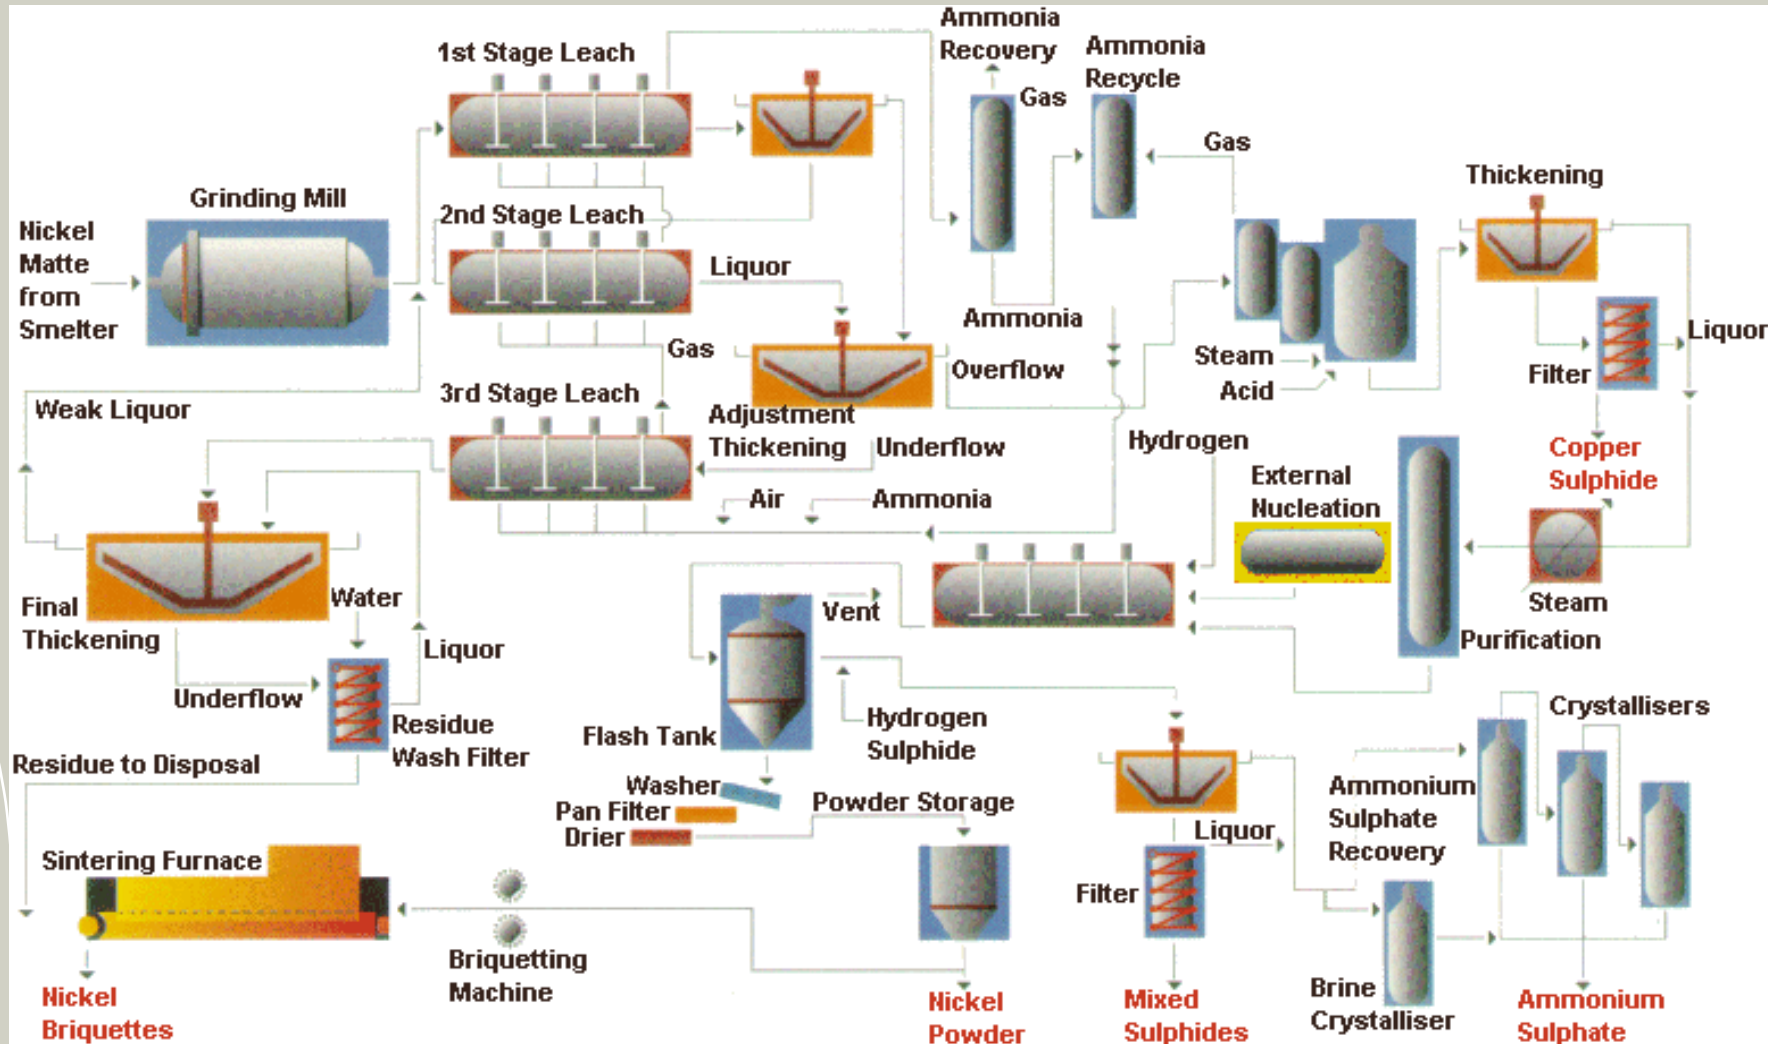 Ammonia
Recovery
Ammonia
Recycle
1st Stage Leach
Gas
Gas
Thickening
Grinding Mill
2nd Stage Leach
Nickel
Matte
from
Smelter
Liquor
Ammonia
Liquor
Gas
Overflow
Steam
Acid
Filter
3rd Stage Leach
Weak Liquor
Adjustment
Thickening
Underflow
Hydrogen
Copper
Sulphide
External
Nucleation
Air
Ammonia
Final
Thickening
Water
Vent
Steam
Purification
Liquor
Underflow
Residue
Wash Filter
Flash Tank
Hydrogen
Sulphide
Crystallisers
Residue to Disposal
Washer
Pan Filter
Drier
Powder Storage
Ammonium
Sulphate
Recovery
Liquor
Sintering Furnace
Filter
Briquetting
Machine
Brine
Crystalliser
Nickel
Briquettes
Nickel
Powder
Mixed
Sulphides
Ammonium
Sulphate